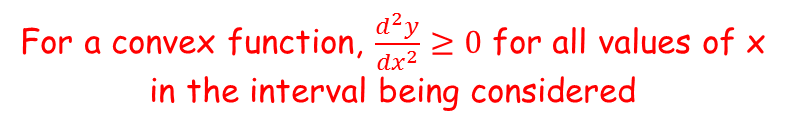 For a convex function, d²y/dx² ≥ 0 for all values of x
in the interval being considered